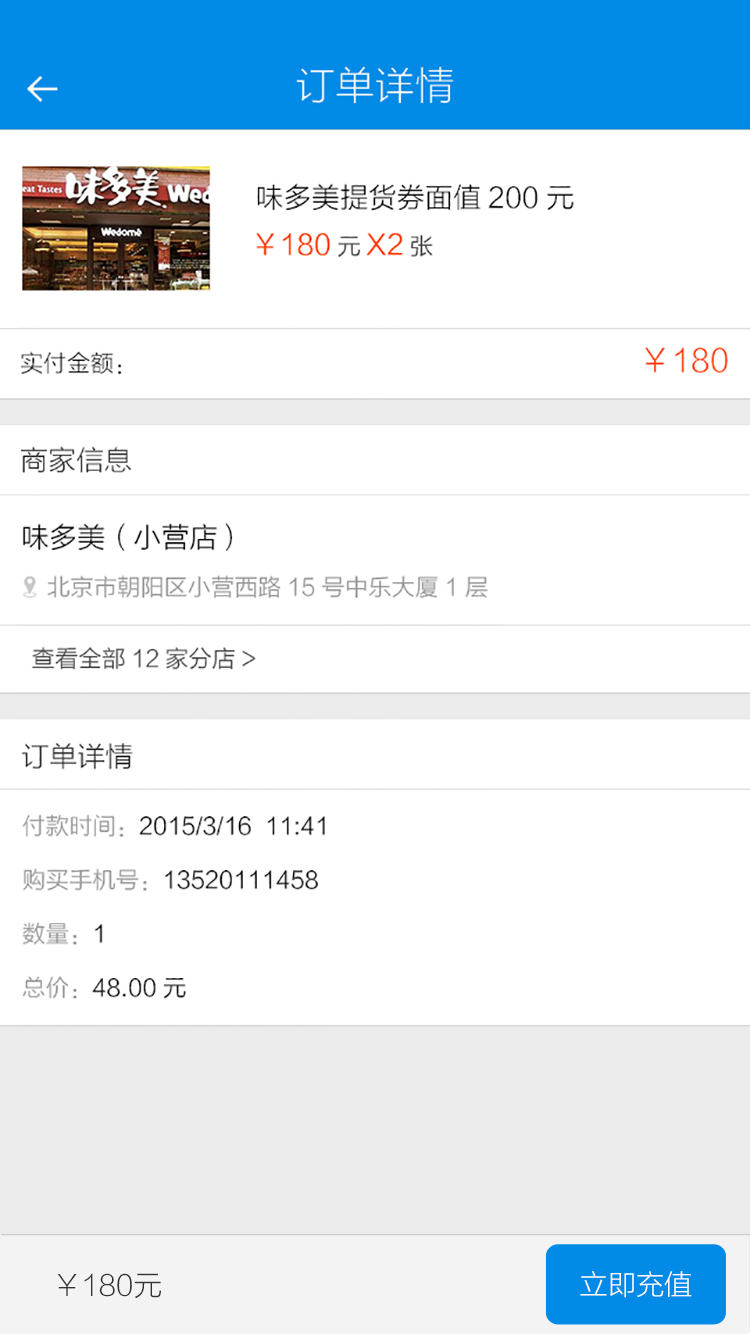 订单详情
eat Tastes 味多美 Wed
Wedomé
味多美提货券面值 200 元
￥180 元 X2 张
实付金额：
￥180
商家信息
味多美（小营店）
北京市朝阳区小营西路 15 号中乐大厦 1 层
查看全部 12 家分店 >
订单详情
付款时间：2015/3/16 11:41
购买手机号：13520111458
数量：1
总价：48.00 元
￥180元
立即充值